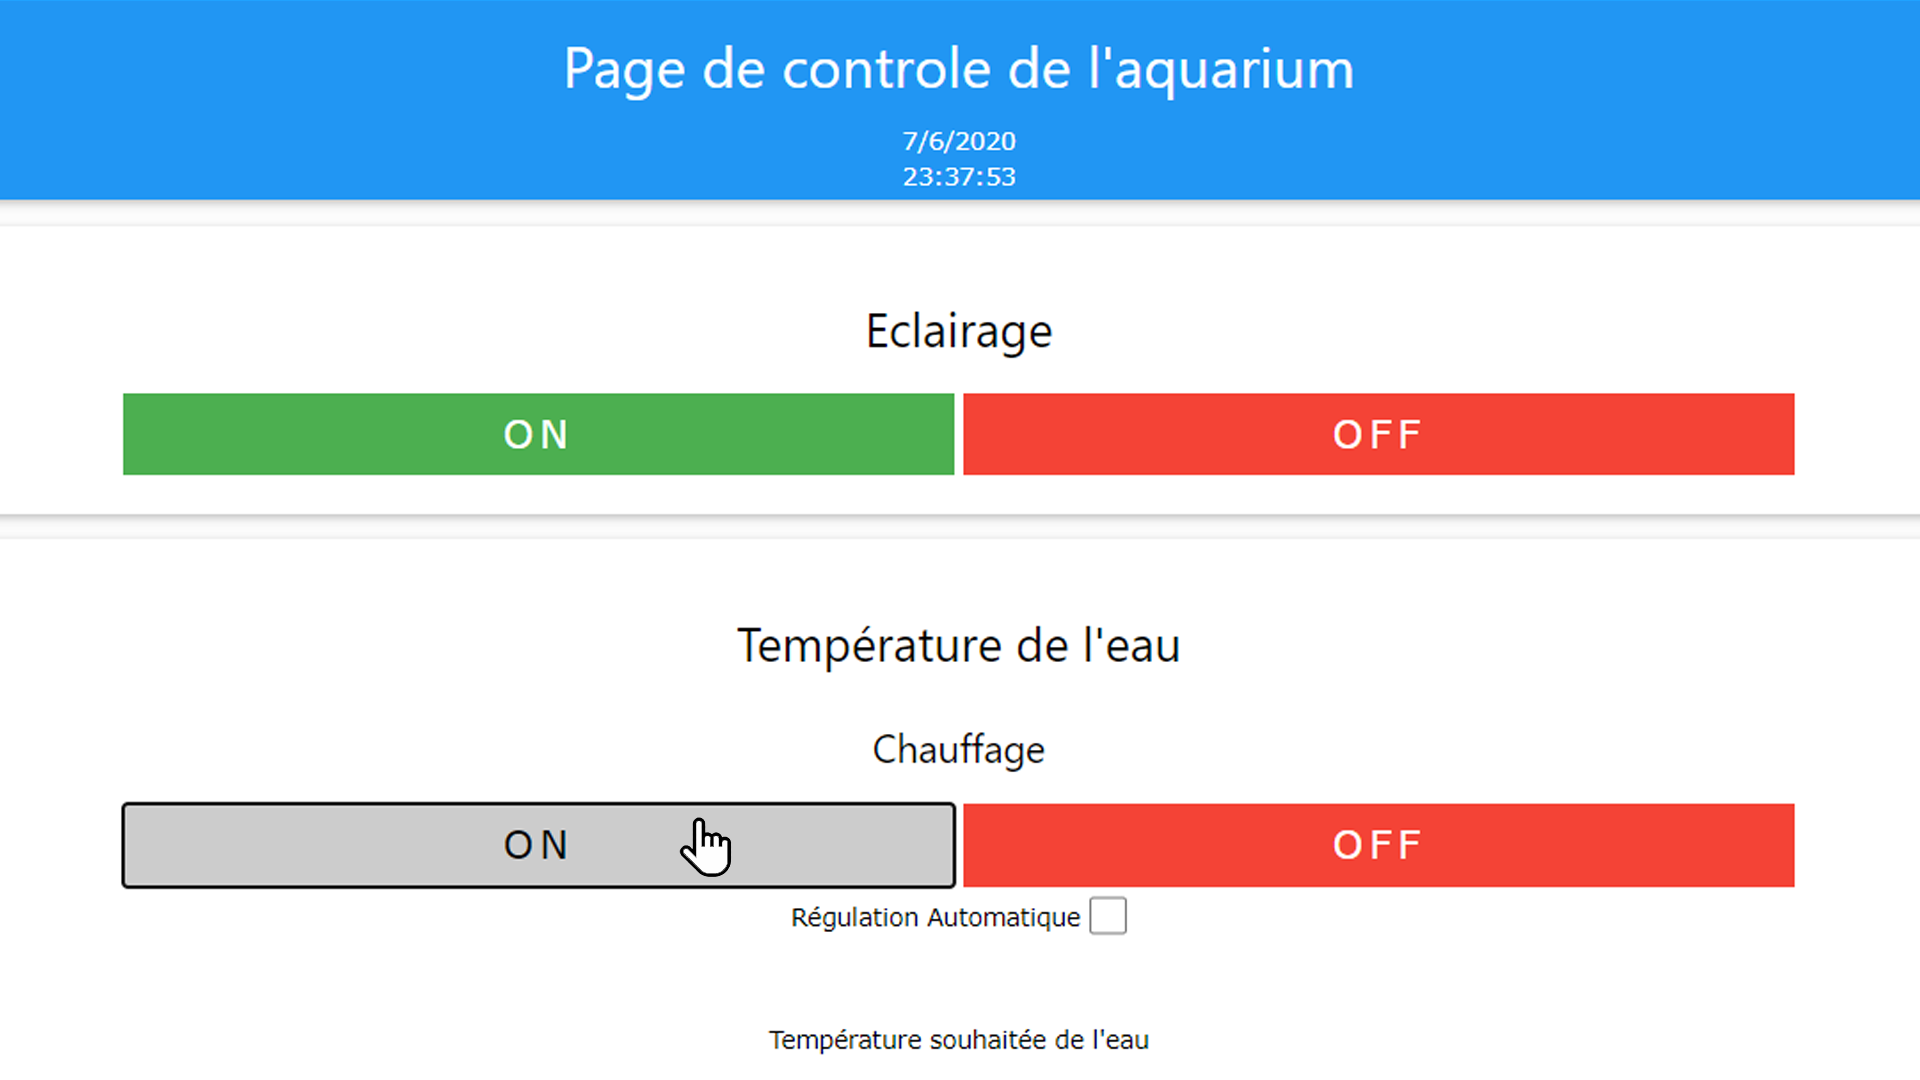 Page de controle de l'aquarium
7/6/2020
23:37:53
Eclairage
ON OFF
Température de l'eau
Chauffage
ON OFF
Régulation Automatique
Température souhaitée de l'eau